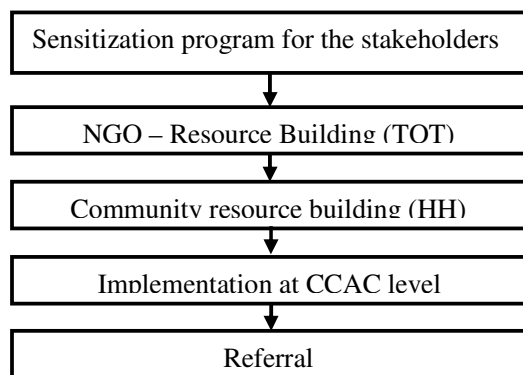 Sensitization program for the stakeholders
NGO – Resource Building (TOT)
Community resource building (HH)
Implementation at CCAC level
Referral